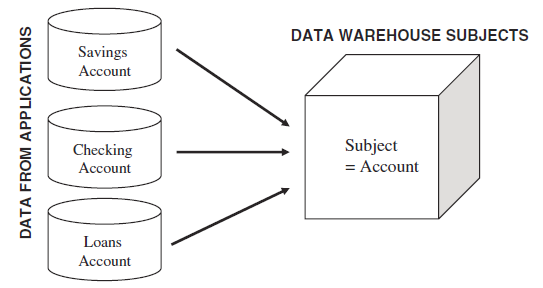 DATA FROM APPLICATIONS
Savings
Account
Checking
Account
Loans
Account
DATA WAREHOUSE SUBJECTS
Subject
= Account